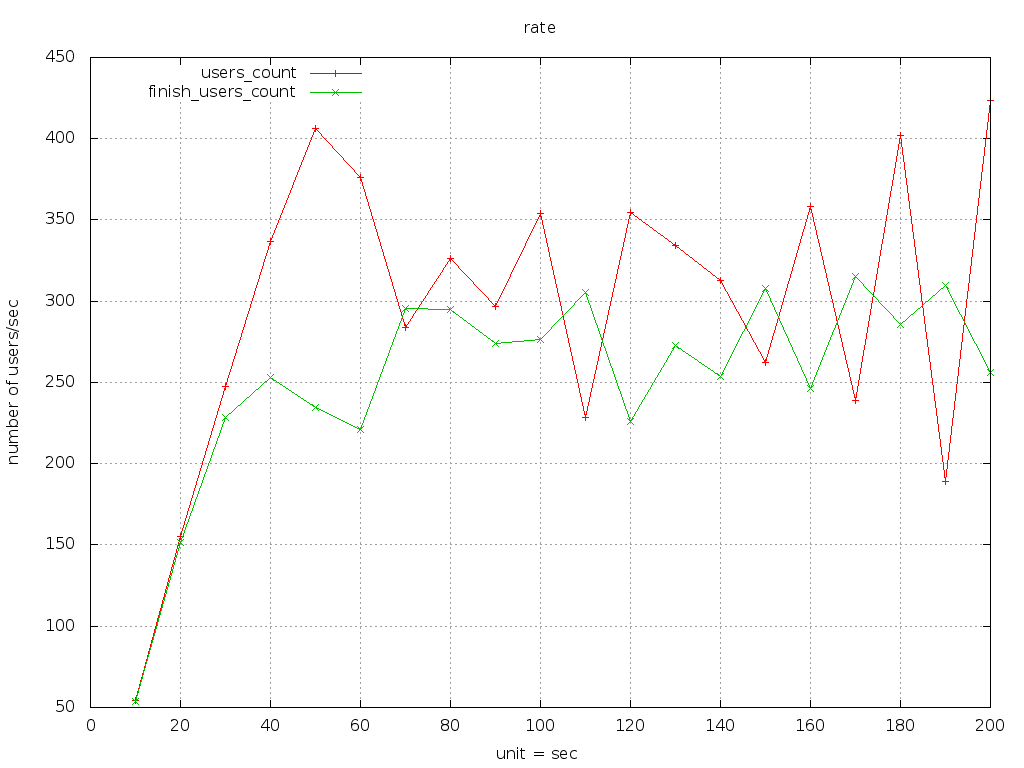 rate
users_count
finish_users_count
450
400
350
300
250
200
150
100
50
number of users/sec
0 20 40 60 80 100 120 140 160 180 200
unit = sec